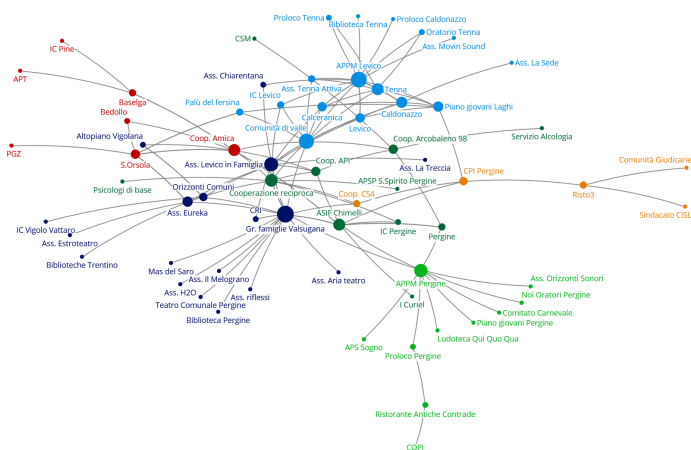 Proloco Tenna
Biblioteca Tenna
Proloco Caldonazzo
Oratorio Tenna
CSM
Ass. Movin Sound
IC Pine
APPM Levico
Ass. La Sede
APT
Ass. Chiarentana
Ass. Tenna Attiva
Tenna
IC Levico
Baselga
Palù del fersina
Piano giovani Laghi
Bedollo
Calceranica
Caldonazzo
Comunità di valle
Levico
Altopiano Vigolana
Coop. Amica
Coop. Arcobaleno 98
Servizio Alcologia
PGZ
S.Orsola
Ass. Levico in Famiglia
Coop. API
Ass. La Treccia
Comunità Giudicarie
CPI Pergine
Psicologi di base
Orizzonti Comuni
Cooperazione reciproca
APSP S.Spirito Pergine
Coop. CS4
Risto3
Ass. Eureka
CRI
ASIF Chimelli
Sindacato CISL
IC Vigolo Vattaro
Gr. famiglie Valsugana
IC Pergine
Pergine
Ass. Estroteatro
Biblioteche Trentino
Mas del Saro
Ass. Il Melograno
Ass. Aria teatro
APPM Pergine
Ass. Orizzonti Sonori
Ass. H2O
Ass. riflessi
Noi Oratori Pergine
Teatro Comunale Pergine
I Curiel
Comitato Carnevale
Biblioteca Pergine
Piano giovani Pergine
Ludoteca Qui Quo Qua
APS Sogno
Proloco Pergine
Ristorante Antiche Contrade
COPI